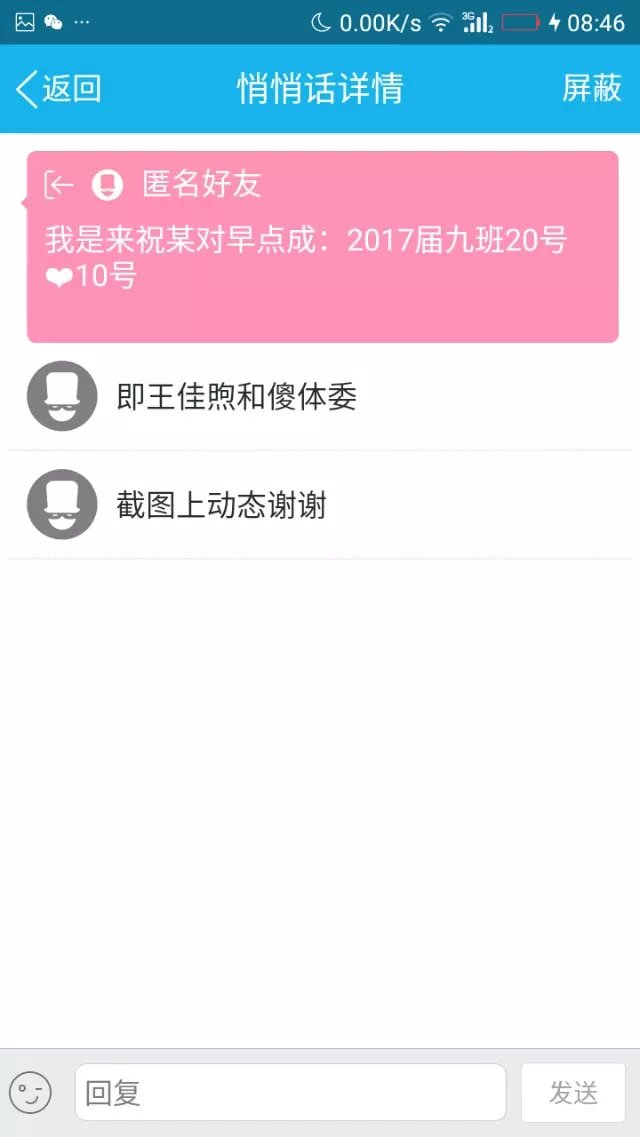 0.00K/s 3G 2 08:46
返回 悄悄话详情 屏蔽
匿名好友
我是来祝某对早点成：2017届九班20号
❤10号
即王佳煦和傻体委
截图上动态谢谢
回复 发送